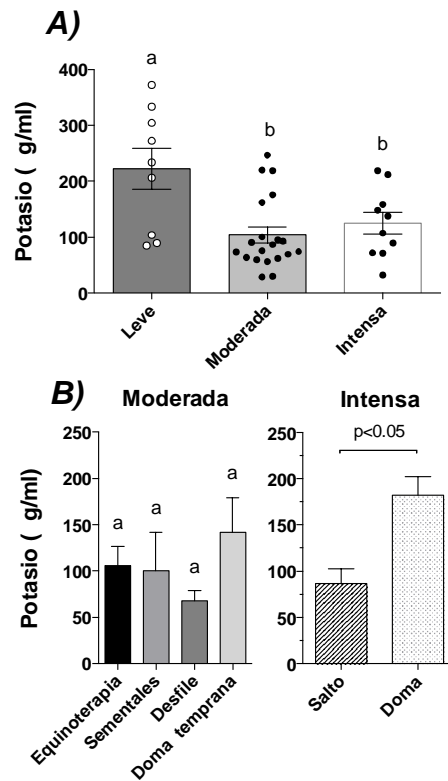 A)
a
b
b
Potasio ( g/ml)
400
300
200
100
0
Leve
Moderada
Intensa
B)
Moderada
Intensa
Potasio ( g/ml)
250
200
150
100
50
0
a
a
a
a
Equinoterapia
Sementales
Desfile
Doma temprana
p<0.05
250
200
150
100
50
0
Salto
Doma